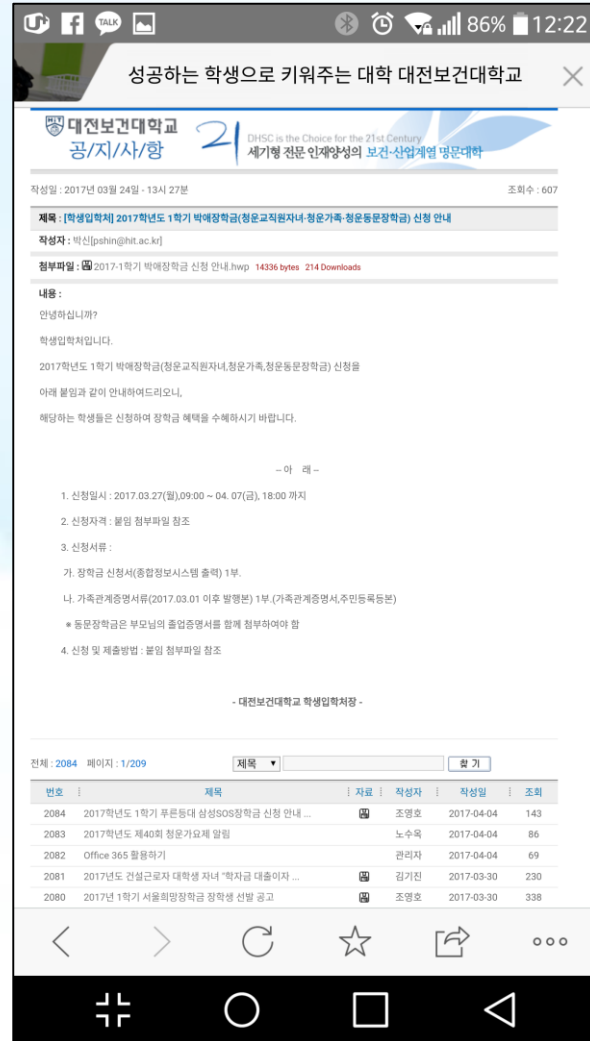 TALK
86% 12:22
성공하는 학생으로 키워주는 대학 대전보건대학교
대전보건대학교
공/지/사/항
21
DHSC is the Choice for the 21st Century
세기형 전문 인재양성의 보건·산업계열 명문대학
작성일 : 2017년 03월 24일 - 13시 27분 조회수 : 607
제목 : [학생입학처] 2017학년도 1학기 박애장학금(청운교직원자녀·청운가족·청운동문장학금) 신청 안내
작성자 : 박신[pshin@hit.ac.kr]
첨부파일 : 2017-1학기 박애장학금 신청 안내.hwp 14336 bytes 214 Downloads
내용 :
안녕하십니까?
학생입학처입니다.
2017학년도 1학기 박애장학금(청운교직원자녀,청운가족,청운동문장학금) 신청을
아래 붙임과 같이 안내하여드리오니,
해당하는 학생들은 신청하여 장학금 혜택을 수혜하시기 바랍니다.
– 아 래 –
1. 신청일시 : 2017.03.27(월),09:00 ~ 04. 07(금), 18:00 까지
2. 신청자격 : 붙임 첨부파일 참조
3. 신청서류 :
가. 장학금 신청서(종합정보시스템 출력) 1부.
나. 가족관계증명서류(2017.03.01 이후 발행본) 1부.(가족관계증명서,주민등록등본)
※ 동문장학금은 부모님의 졸업증명서를 함께 첨부하여야 함
4. 신청 및 제출방법 : 붙임 첨부파일 참조
- 대전보건대학교 학생입학처장 -
전체 : 2084 페이지 : 1/209 제목 ▼ 찾 기
번호 제목 자료 작성자 작성일 조회
2084 2017학년도 1학기 푸른등대 삼성SOS장학금 신청 안내 ... 조영호 2017-04-04 143
2083 2017학년도 제40회 청운가요제 알림 노수옥 2017-04-04 86
2082 Office 365 활용하기 관리자 2017-04-04 69
2081 2017년도 건설근로자 대학생 자녀 "학자금 대출이자 ... 김기진 2017-03-30 230
2080 2017년 1학기 서울희망장학금 장학생 선발 공고 조영호 2017-03-30 338